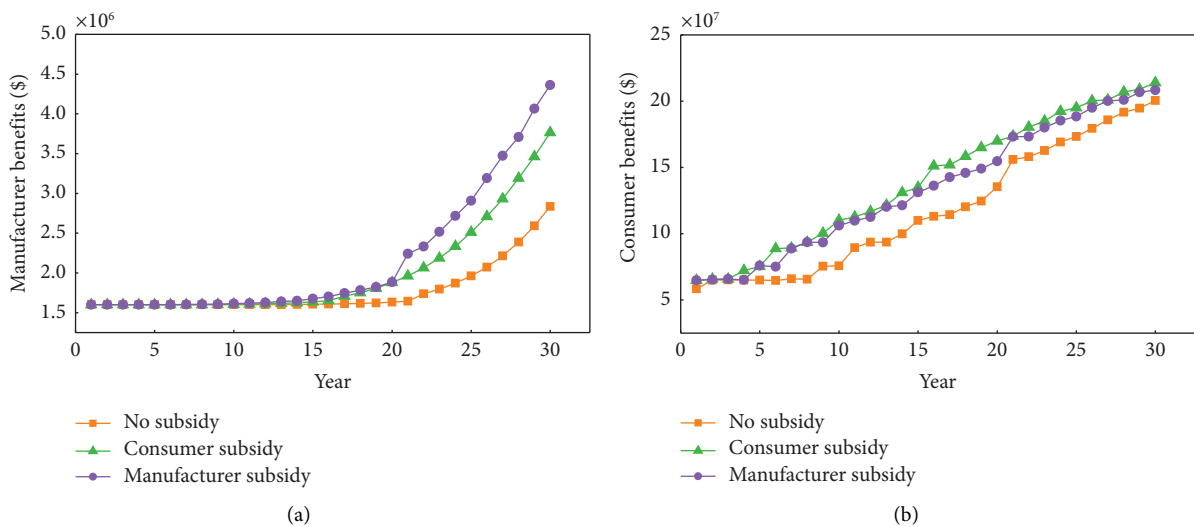 ×10⁶
5.0
4.5
4.0
3.5
3.0
2.5
2.0
1.5
Manufacturer benefits ($)
0 5 10 15 20 25 30
Year
No subsidy
Consumer subsidy
Manufacturer subsidy
(a)
×10⁷
25
20
15
10
5
Consumer benefits ($)
0 5 10 15 20 25 30
Year
No subsidy
Consumer subsidy
Manufacturer subsidy
(b)